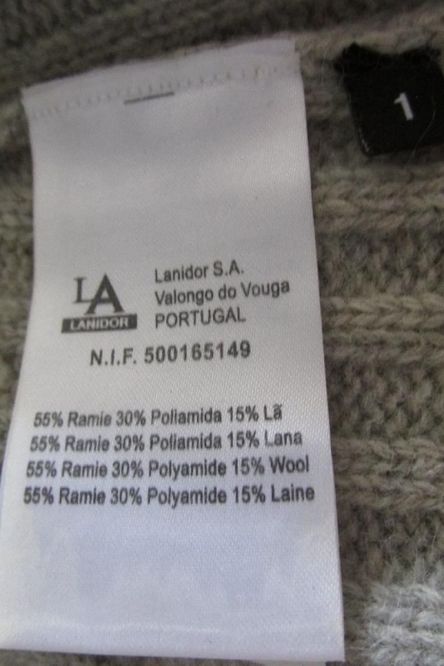 1
LA
LANIDOR
Lanidor S.A.
Valongo do Vouga
PORTUGAL
N.I.F. 500165149
55% Ramie 30% Poliamida 15% Lã
55% Ramie 30% Poliamida 15% Lana
55% Ramie 30% Polyamide 15% Wool
55% Ramie 30% Polyamide 15% Laine